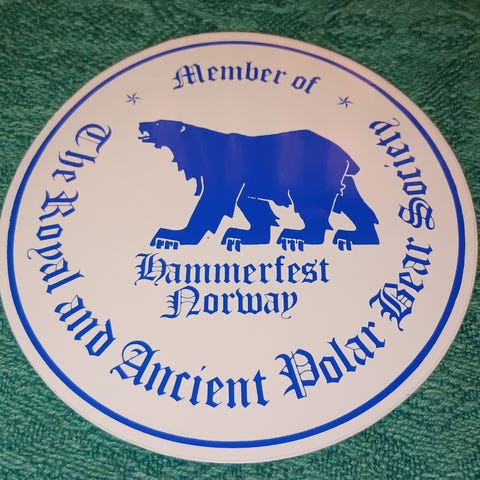 Member of
The Royal and Ancient Polar Bear Society
Hammerfest
Norway